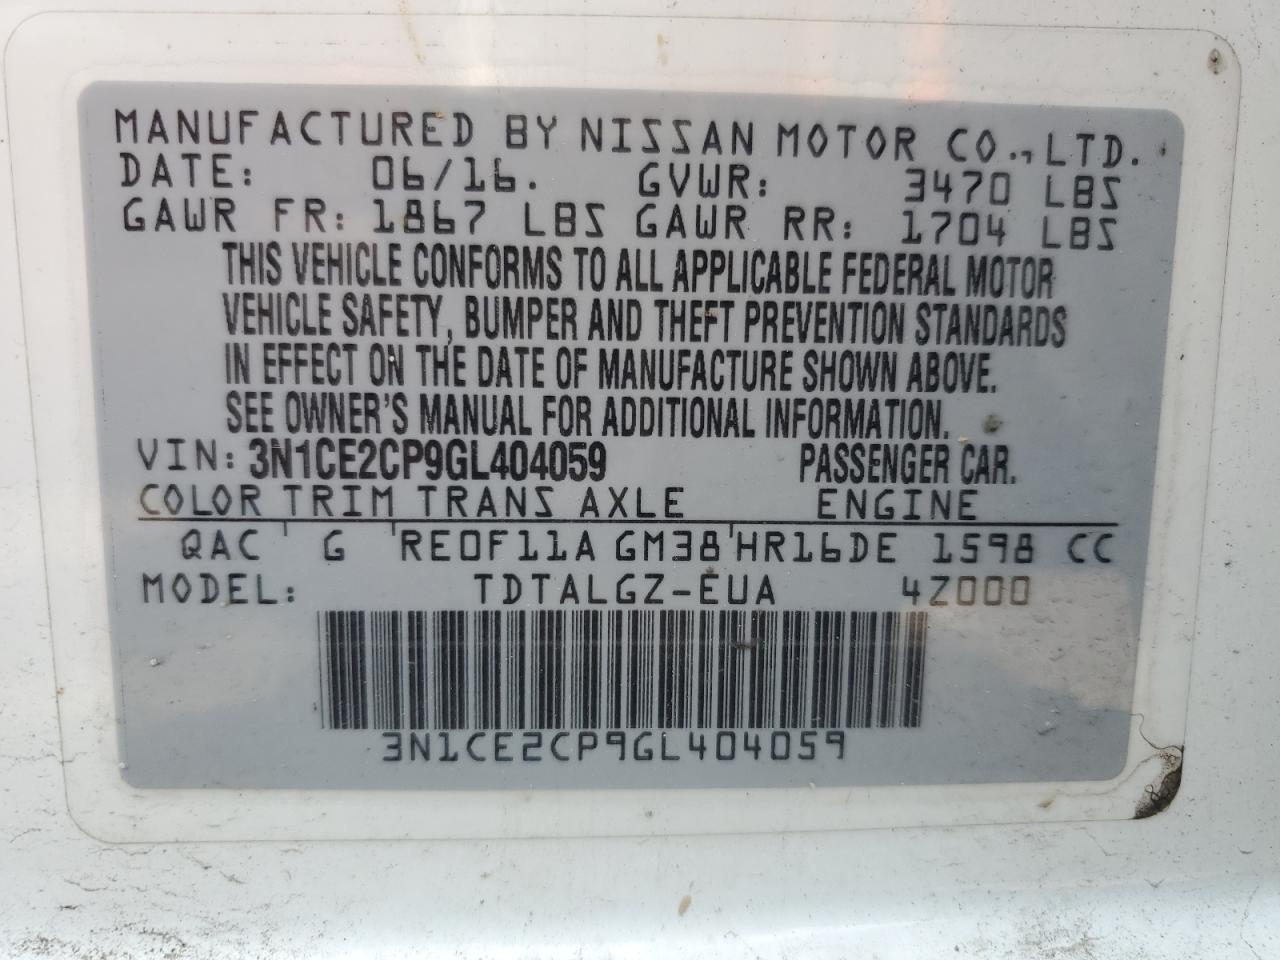 MANUFACTURED BY NISSAN MOTOR CO., LTD.
DATE: 06/16. GVWR: 3470 LBS
GAWR FR: 1867 LBS GAWR RR: 1704 LBS
THIS VEHICLE CONFORMS TO ALL APPLICABLE FEDERAL MOTOR
VEHICLE SAFETY, BUMPER AND THEFT PREVENTION STANDARDS
IN EFFECT ON THE DATE OF MANUFACTURE SHOWN ABOVE.
SEE OWNER'S MANUAL FOR ADDITIONAL INFORMATION.
VIN: 3N1CE2CP9GL404059 PASSENGER CAR.
COLOR TRIM TRANS AXLE ENGINE
QAC G RE0F11A GM38 HR16DE 1598 CC
MODEL: TDTALGZ-EUA 4Z000
3N1CE2CP9GL404059